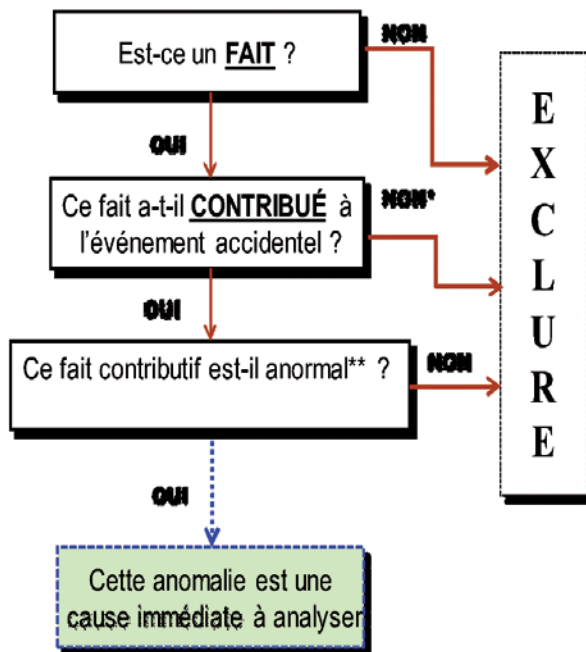 Est-ce un FAIT ?
NON
OUI
Ce fait a-t-il CONTRIBUÉ à
l'événement accidentel ?
NON*
OUI
Ce fait contributif est-il anormal** ?
NON
OUI
Cette anomalie est une
cause immédiate à analyser
E
X
C
L
U
R
E